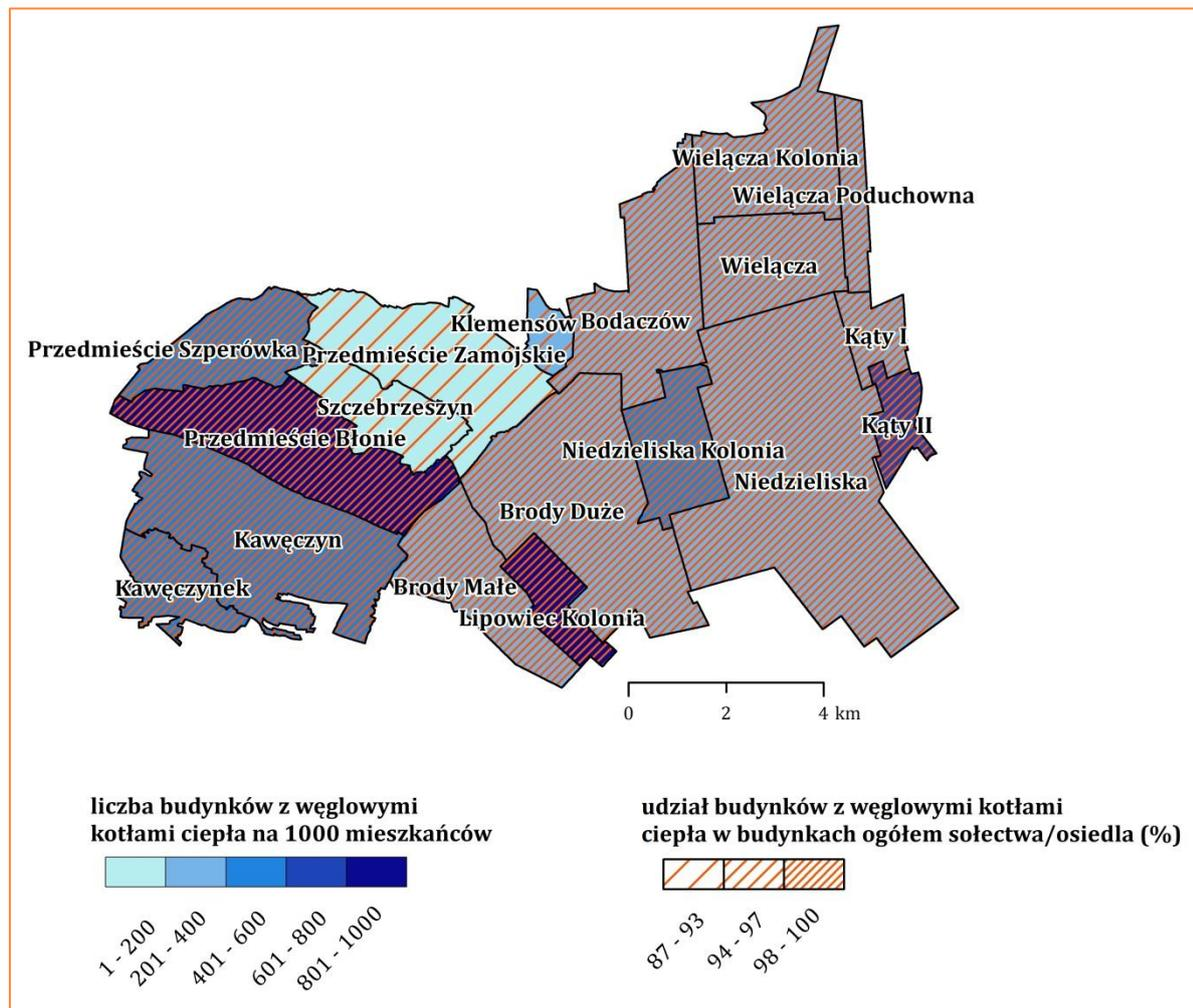 Wielącza Kolonia
Wielącza Poduchowna
Wielącza
Klemensów
Bodaczów
Kąty I
Przedmieście Szperówka
Przedmieście Zamojskie
Szczebrzeszyn
Kąty II
Przedmieście Błonie
Niedzieliska Kolonia
Niedzieliska
Brody Duże
Kawęczyn
Kawęczynek
Brody Małe
Lipowiec Kolonia
0 2 4 km
liczba budynków z węglowymi
kotłami ciepła na 1000 mieszkańców
1 - 200
201 - 400
401 - 600
601 - 800
801 - 1000
udział budynków z węglowymi kotłami
ciepła w budynkach ogółem sołectwa/osiedla (%)
87 - 93
94 - 97
98 - 100